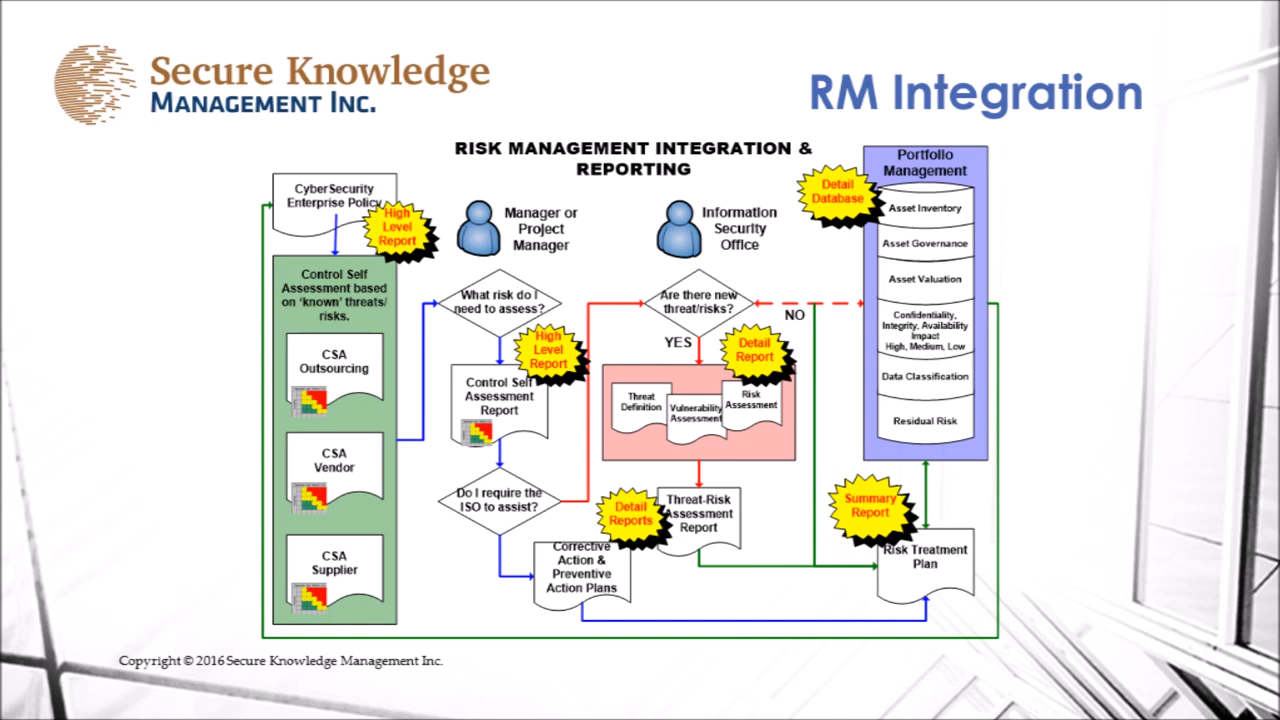 Secure Knowledge
MANAGEMENT INC.
RM Integration
RISK MANAGEMENT INTEGRATION &
REPORTING
CyberSecurity
Enterprise Policy
High
Level
Report
Control Self
Assessment based
on ‘known’ threats/
risks.
CSA
Outsourcing
CSA
Vendor
CSA
Supplier
Manager or
Project
Manager
What risk do I
need to assess?
High
Level
Report
Control Self
Assessment
Report
Do I require the
ISO to assist?
Corrective
Action &
Preventive
Action Plans
Information
Security
Office
Are there new
threat/risks?
NO
YES
Detail
Report
Threat
Definition
Vulnerability
Assessment
Risk
Assessment
Detail
Reports
Threat-Risk
Assessment
Report
Portfolio
Management
Detail
Database
Asset Inventory
Asset Governance
Asset Valuation
Confidentiality,
Integrity, Availability
Impact
High, Medium, Low
Data Classification
Residual Risk
Summary
Report
Risk Treatment
Plan
Copyright © 2016 Secure Knowledge Management Inc.